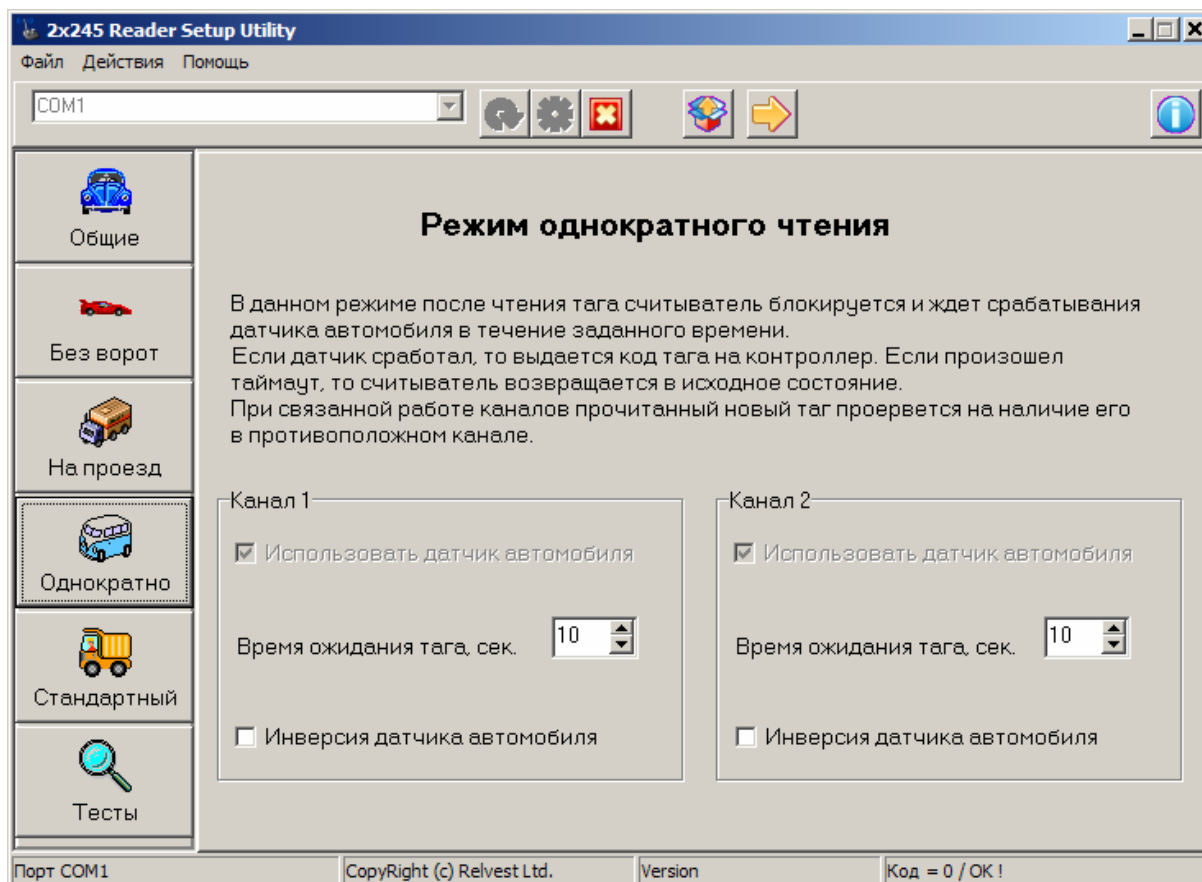 2x245 Reader Setup Utility
Файл Действия Помощь
COM1
Общие
Без ворот
На проезд
Однократно
Стандартный
Тесты
Режим однократного чтения
В данном режиме после чтения тага считыватель блокируется и ждет срабатывания
датчика автомобиля в течение заданного времени.
Если датчик сработал, то выдается код тага на контроллер. Если произошел
таймаут, то считыватель возвращается в исходное состояние.
При связанной работе каналов прочитанный новый таг проервется на наличие его
в противоположном канале.
Канал 1
Использовать датчик автомобиля
Время ожидания тага, сек. 10
Инверсия датчика автомобиля
Канал 2
Использовать датчик автомобиля
Время ожидания тага, сек. 10
Инверсия датчика автомобиля
Порт COM1 CopyRight (c) Relvest Ltd. Version Код = 0 / OK !